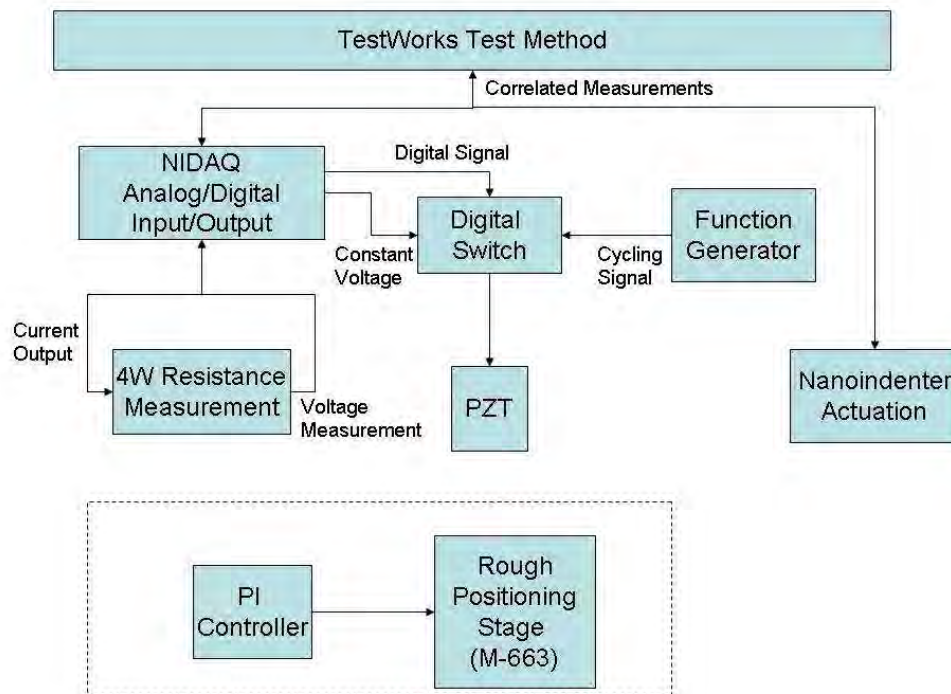 TestWorks Test Method
Correlated Measurements
NIDAQ
Analog/Digital
Input/Output
Digital Signal
Constant
Voltage
Digital
Switch
Cycling
Signal
Function
Generator
Current
Output
4W Resistance
Measurement
Voltage
Measurement
PZT
Nanoindenter
Actuation
PI
Controller
Rough
Positioning
Stage
(M-663)